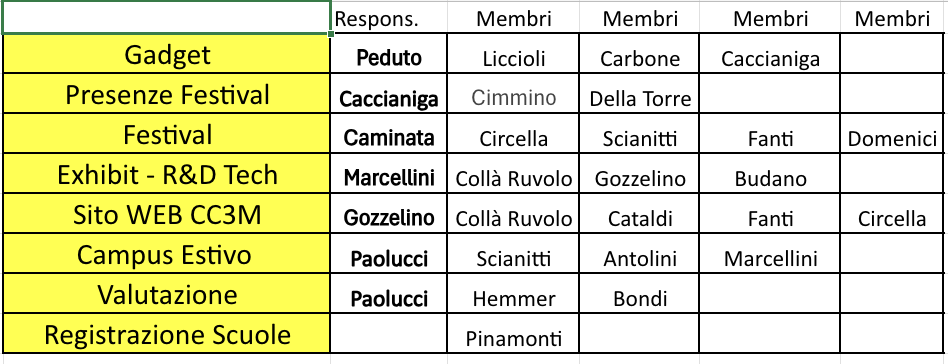 Respons. Membri Membri Membri Membri
Gadget Peduto Liccioli Carbone Caccianiga
Presenze Festival Caccianiga Cimmino Della Torre
Festival Caminata Circella Scianitti Fanti Domenici
Exhibit - R&D Tech Marcellini Collà Ruvolo Gozzelino Budano
Sito WEB CC3M Gozzelino Collà Ruvolo Cataldi Fanti Circella
Campus Estivo Paolucci Scianitti Antolini Marcellini
Valutazione Paolucci Hemmer Bondi
Registrazione Scuole Pinamonti